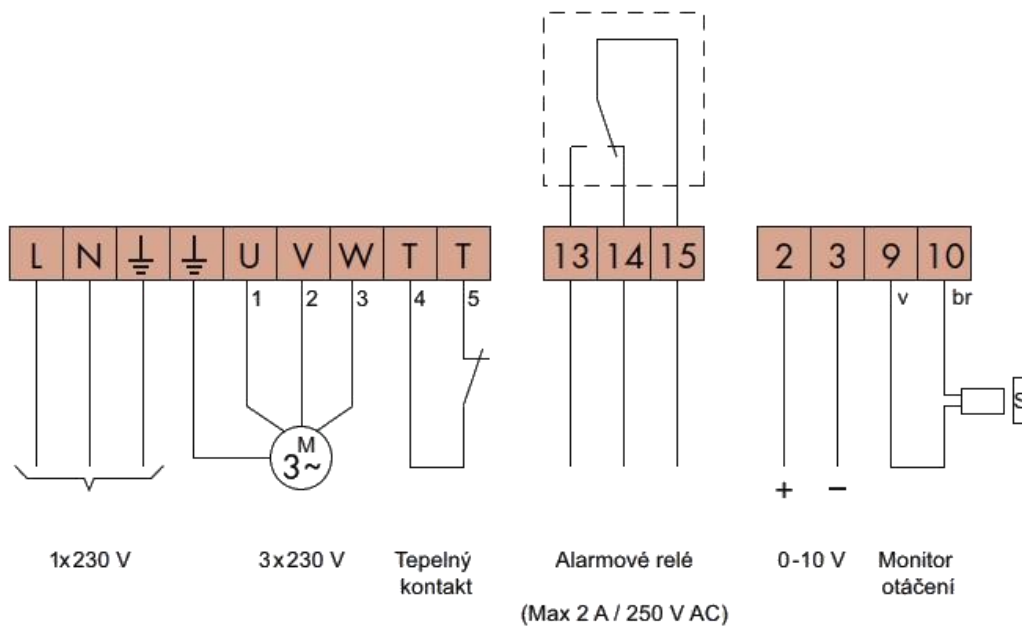 L N U V W T T
13 14 15
2 3 9 10
1 2 3 4 5
v br
M
3~
S
+ −
1x230 V
3x230 V
Tepelný
kontakt
Alarmové relé
(Max 2 A / 250 V AC)
0-10 V
Monitor
otáčení